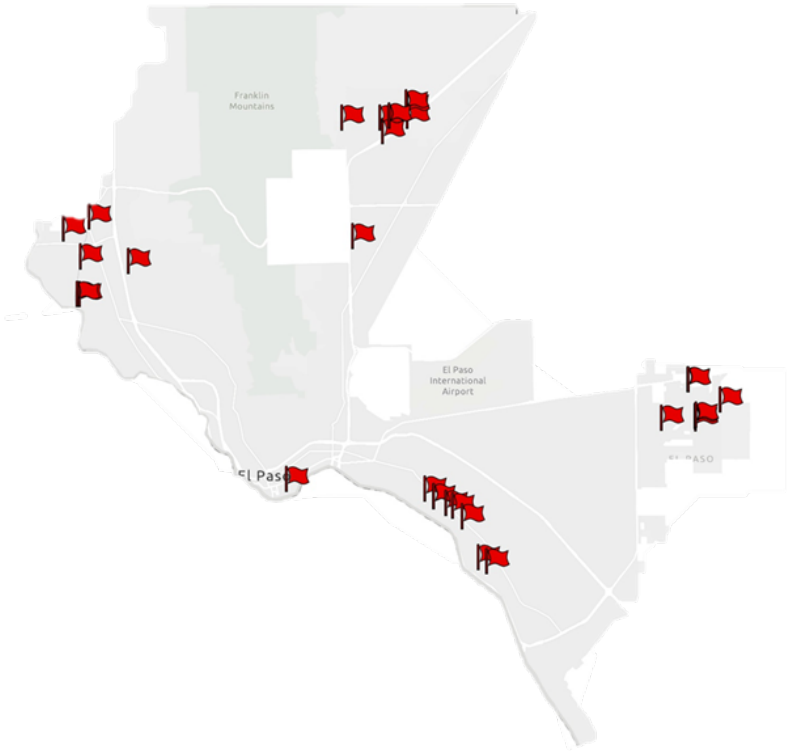 Franklin
Mountains
El Paso
International
Airport
EL PASO
El Paso